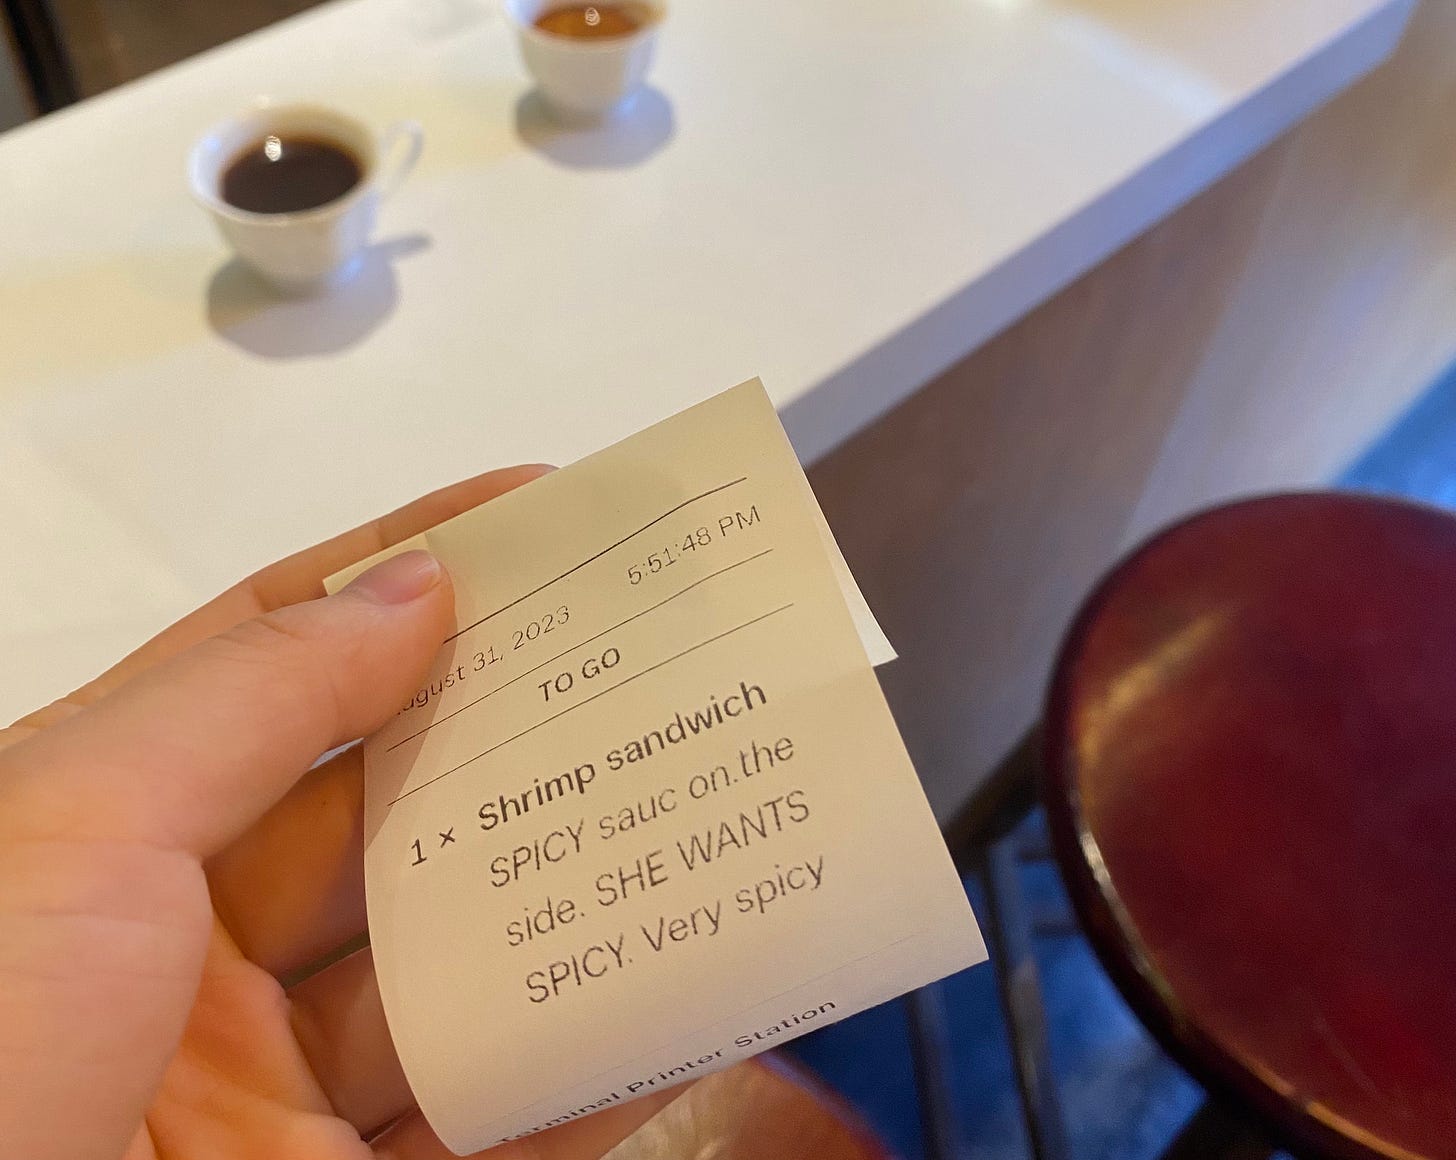 August 31, 2023 5:51:48 PM
TO GO
1 × Shrimp sandwich
SPICY sauc on.the
side. SHE WANTS
SPICY. Very spicy
Terminal Printer Station